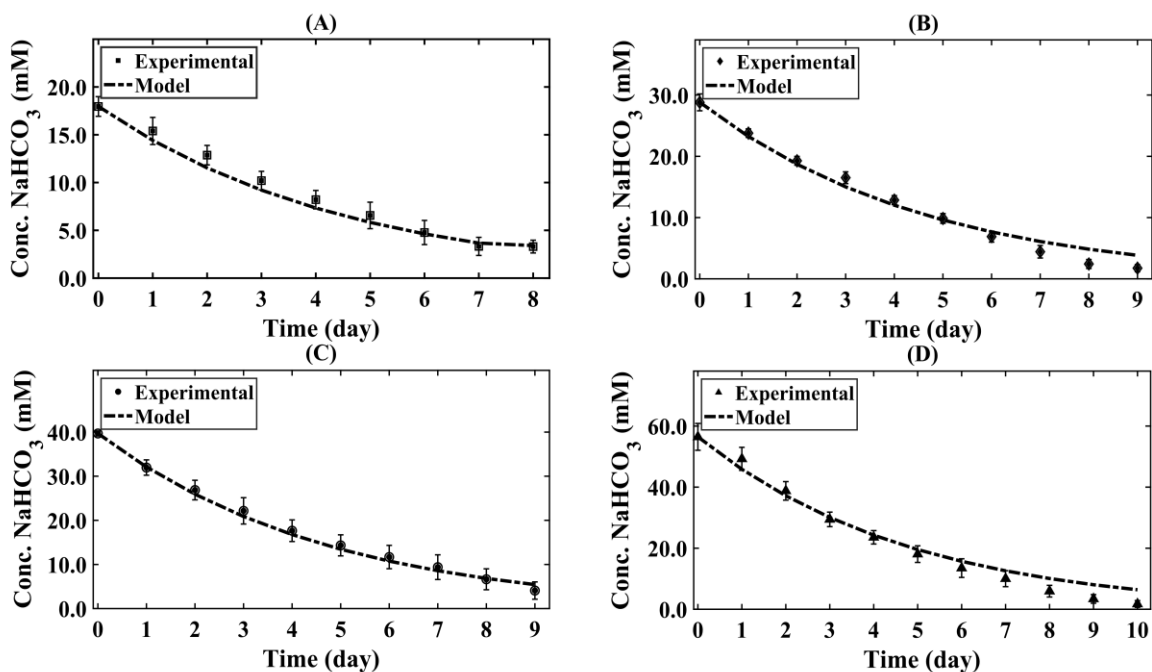 (A)
Experimental
Model
Conc. NaHCO3 (mM)
20.0
15.0
10.0
5.0
0.0
0 1 2 3 4 5 6 7 8
Time (day)
(B)
Experimental
Model
Conc. NaHCO3 (mM)
30.0
20.0
10.0
0.0
0 1 2 3 4 5 6 7 8 9
Time (day)
(C)
Experimental
Model
Conc. NaHCO3 (mM)
40.0
30.0
20.0
10.0
0.0
0 1 2 3 4 5 6 7 8 9
Time (day)
(D)
Experimental
Model
Conc. NaHCO3 (mM)
60.0
40.0
20.0
0.0
0 1 2 3 4 5 6 7 8 9 10
Time (day)